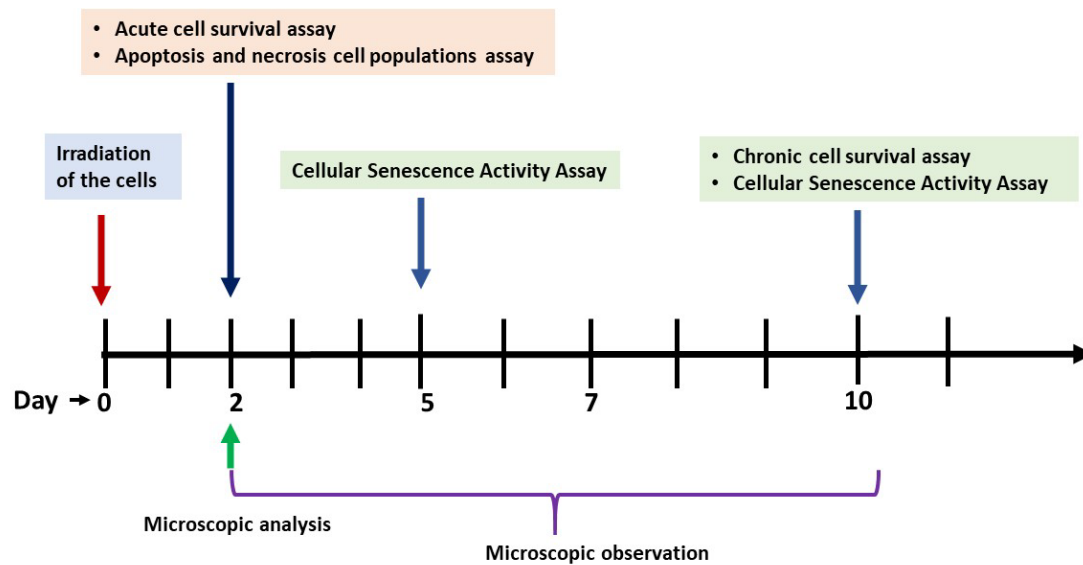 • Acute cell survival assay
• Apoptosis and necrosis cell populations assay
Irradiation
of the cells
Cellular Senescence Activity Assay
• Chronic cell survival assay
• Cellular Senescence Activity Assay
Day → 0 2 5 7 10
Microscopic analysis
Microscopic observation